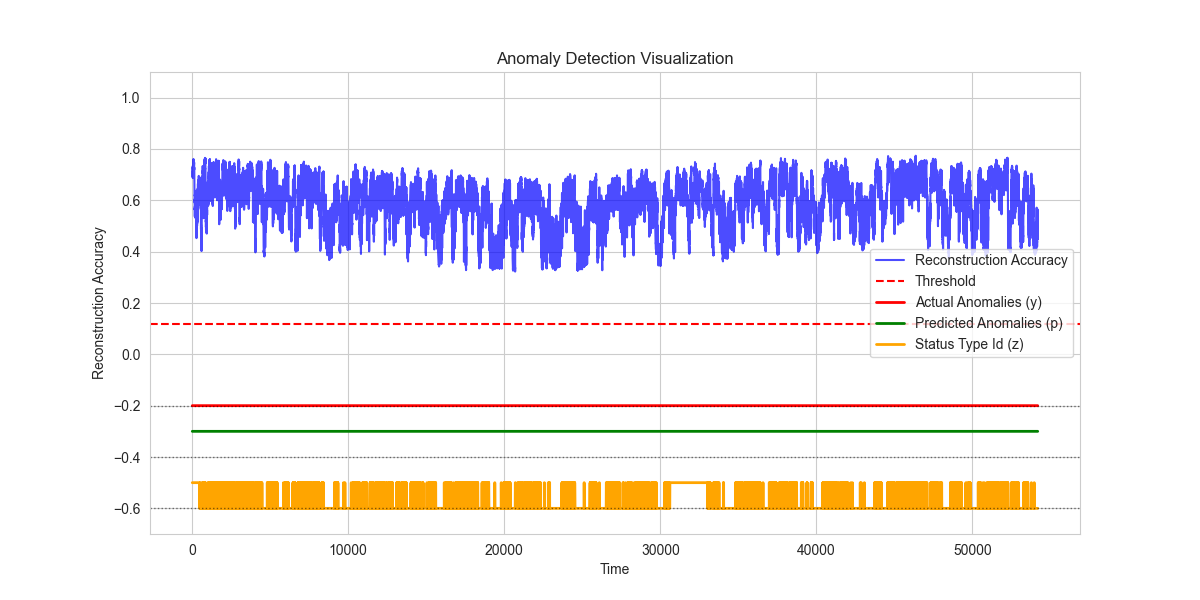 Anomaly Detection Visualization
Reconstruction Accuracy
1.0
0.8
0.6
0.4
0.2
0.0
−0.2
−0.4
−0.6
Reconstruction Accuracy
Threshold
Actual Anomalies (y)
Predicted Anomalies (p)
Status Type Id (z)
0
10000
20000
30000
40000
50000
Time